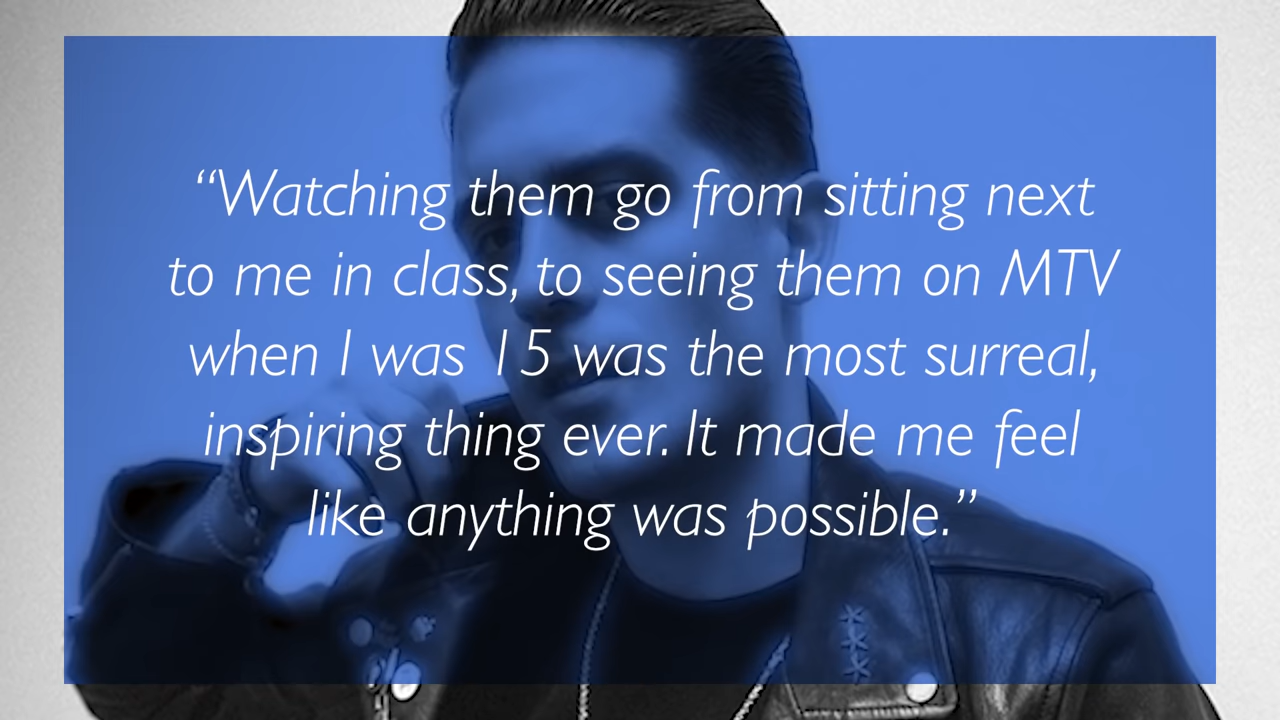 “Watching them go from sitting next
to me in class, to seeing them on MTV
when I was 15 was the most surreal,
inspiring thing ever. It made me feel
like anything was possible.”